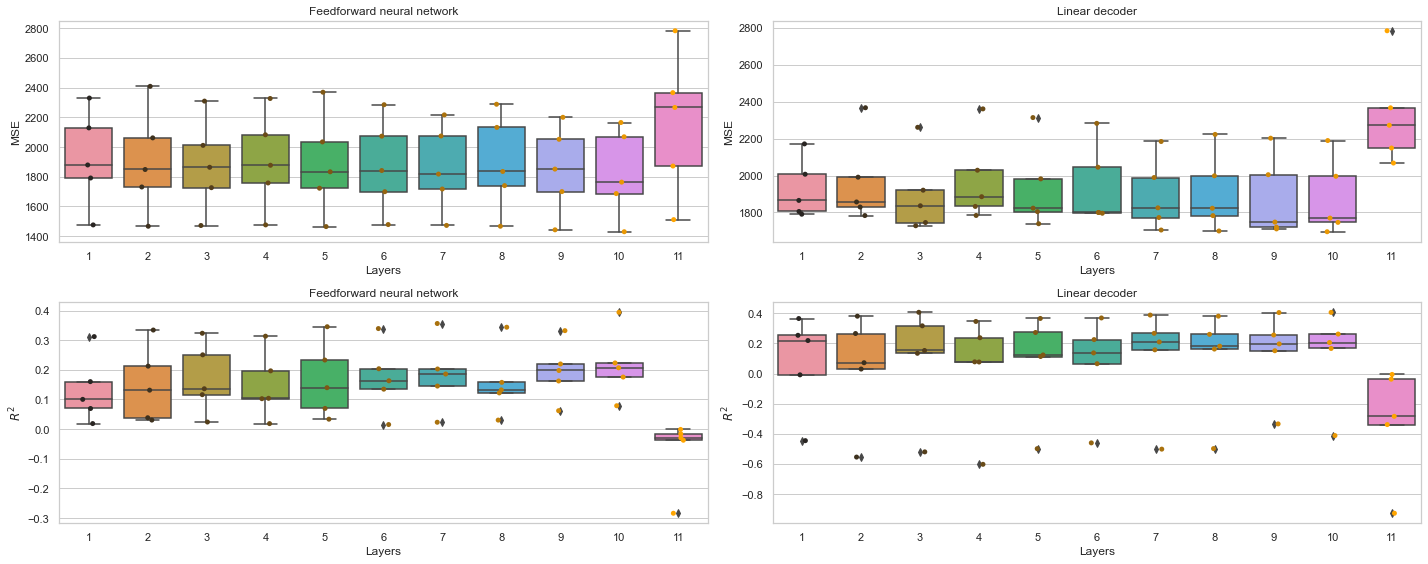 Feedforward neural network
2800
2600
2400
2200
2000
1800
1600
1400
MSE
1 2 3 4 5 6 7 8 9 10 11
Layers
Linear decoder
2800
2600
2400
2200
2000
1800
MSE
1 2 3 4 5 6 7 8 9 10 11
Layers
Feedforward neural network
0.4
0.3
0.2
0.1
0.0
−0.1
−0.2
−0.3
R²
1 2 3 4 5 6 7 8 9 10 11
Layers
Linear decoder
0.4
0.2
0.0
−0.2
−0.4
−0.6
−0.8
R²
1 2 3 4 5 6 7 8 9 10 11
Layers